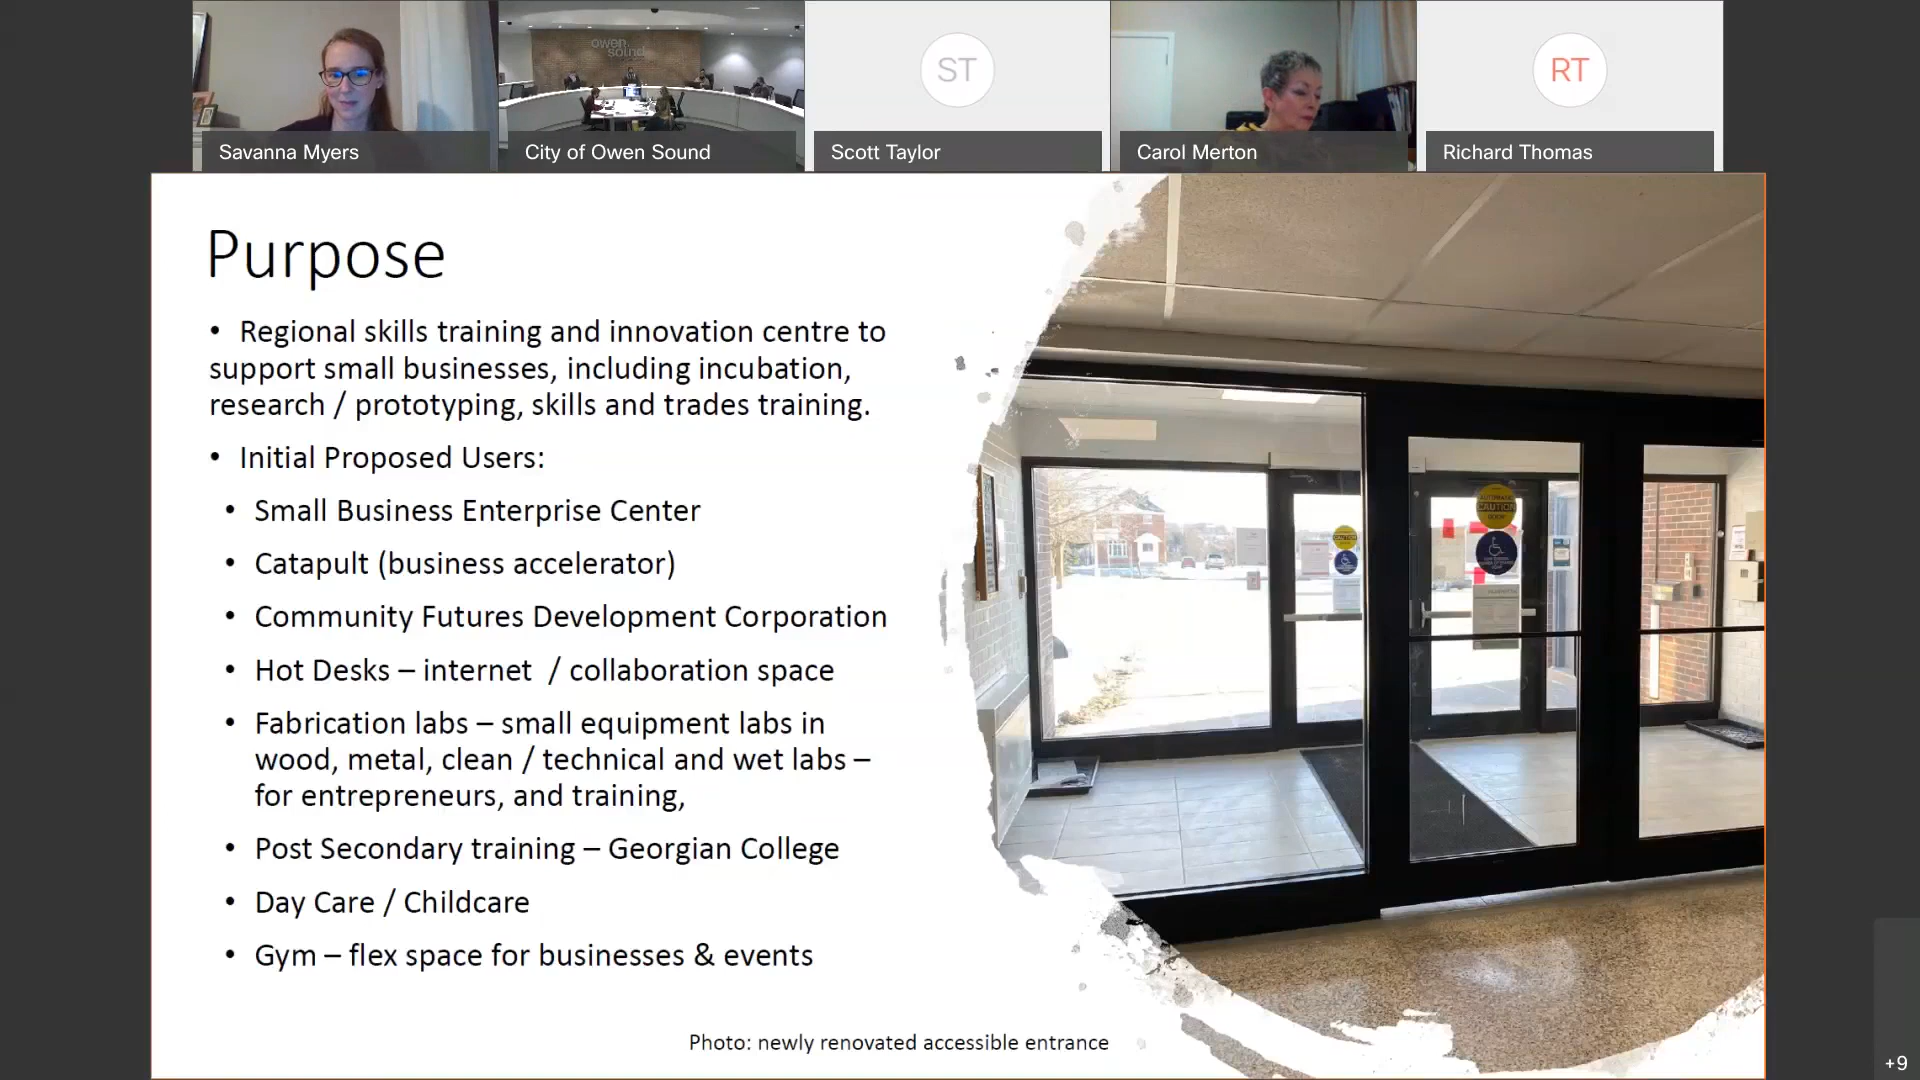 owen
sound
ST
RT
Savanna Myers
City of Owen Sound
Scott Taylor
Carol Merton
Richard Thomas
Purpose
• Regional skills training and innovation centre to
support small businesses, including incubation,
research / prototyping, skills and trades training.
• Initial Proposed Users:
• Small Business Enterprise Center
• Catapult (business accelerator)
• Community Futures Development Corporation
• Hot Desks – internet / collaboration space
• Fabrication labs – small equipment labs in
wood, metal, clean / technical and wet labs –
for entrepreneurs, and training,
• Post Secondary training – Georgian College
• Day Care / Childcare
• Gym – flex space for businesses & events
CAUTION
Photo: newly renovated accessible entrance
+9